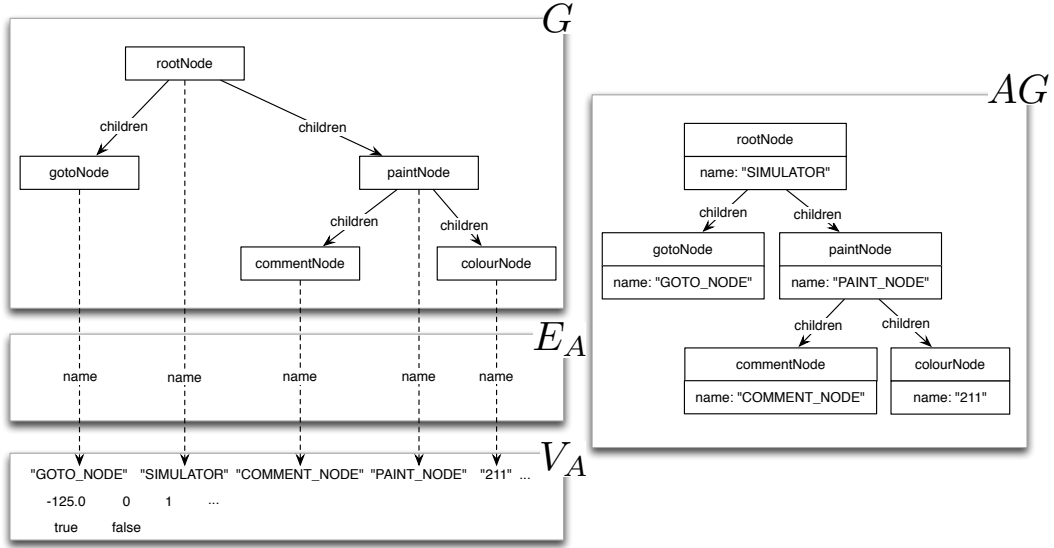 G
rootNode
children
children
gotoNode
paintNode
children
children
commentNode
colourNode
E_A
name name name name name
V_A
"GOTO_NODE" "SIMULATOR" "COMMENT_NODE" "PAINT_NODE" "211" ...
-125.0 0 1 ...
true false
AG
rootNode
name: "SIMULATOR"
children children
gotoNode
name: "GOTO_NODE"
paintNode
name: "PAINT_NODE"
children children
commentNode
name: "COMMENT_NODE"
colourNode
name: "211"